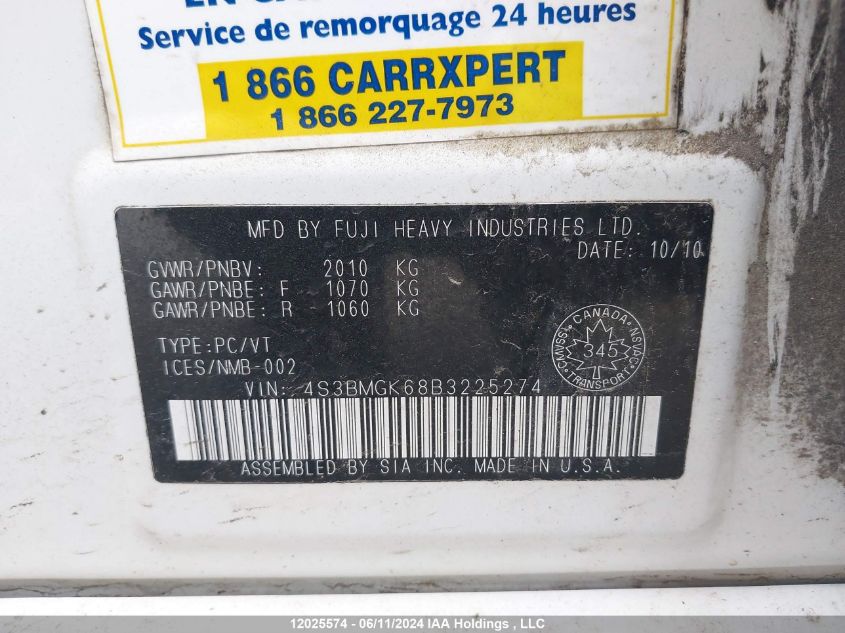 Service de remorquage 24 heures
1 866 CARRXPERT
1 866 227-7973
MFD BY FUJI HEAVY INDUSTRIES LTD.
DATE: 10/10
GVWR/PNBV: 2010 KG
GAWR/PNBE: F 1070 KG
GAWR/PNBE: R 1060 KG
TYPE:PC/VT
ICES/NMB-002
CANADA
CMVSS
NSVAC
345
TRANSPORT
VIN: 4S3BMGK68B3225274
ASSEMBLED BY SIA INC. MADE IN U.S.A.
12025574 - 06/11/2024 IAA Holdings , LLC